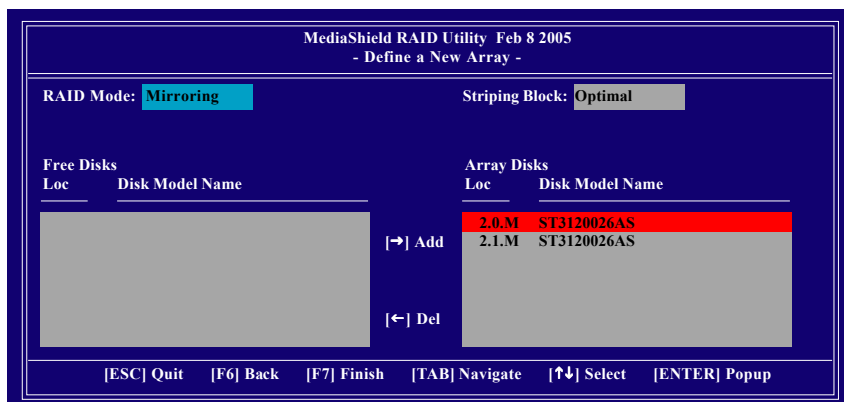 MediaShield RAID Utility Feb 8 2005
- Define a New Array -
RAID Mode: Mirroring Striping Block: Optimal
Free Disks Array Disks
Loc Disk Model Name Loc Disk Model Name
2.0.M ST3120026AS
[→] Add 2.1.M ST3120026AS
[←] Del
[ESC] Quit [F6] Back [F7] Finish [TAB] Navigate [↑↓] Select [ENTER] Popup